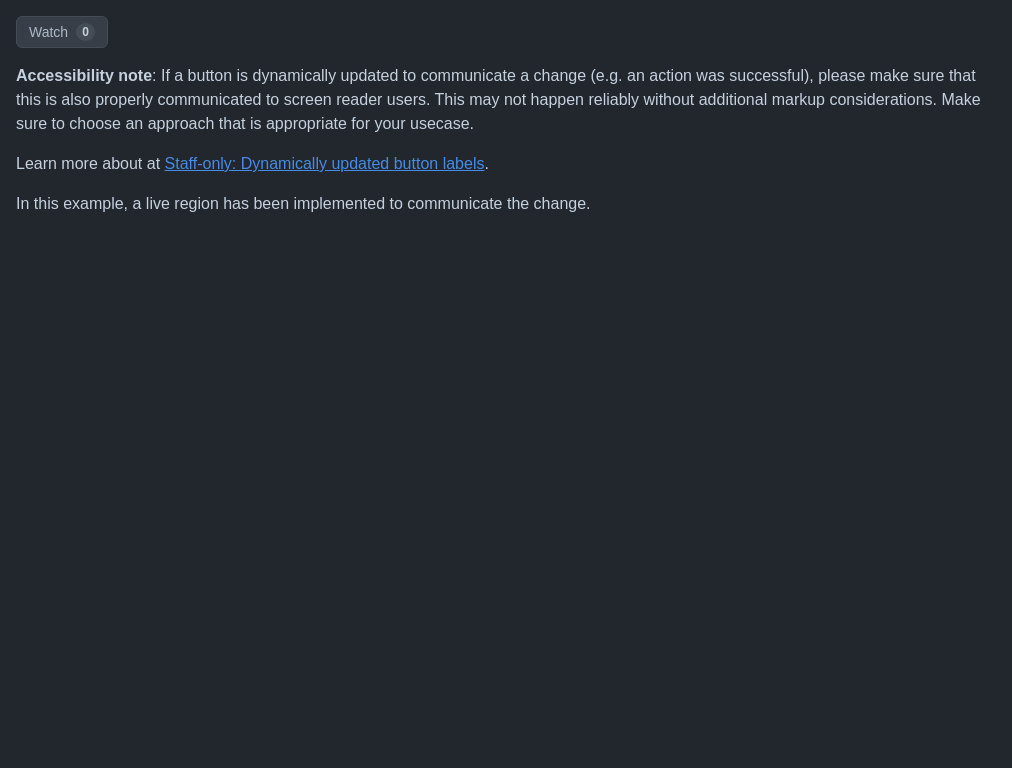 Watch 0
Accessibility note: If a button is dynamically updated to communicate a change (e.g. an action was successful), please make sure that
this is also properly communicated to screen reader users. This may not happen reliably without additional markup considerations. Make
sure to choose an approach that is appropriate for your usecase.
Learn more about at Staff-only: Dynamically updated button labels.
In this example, a live region has been implemented to communicate the change.